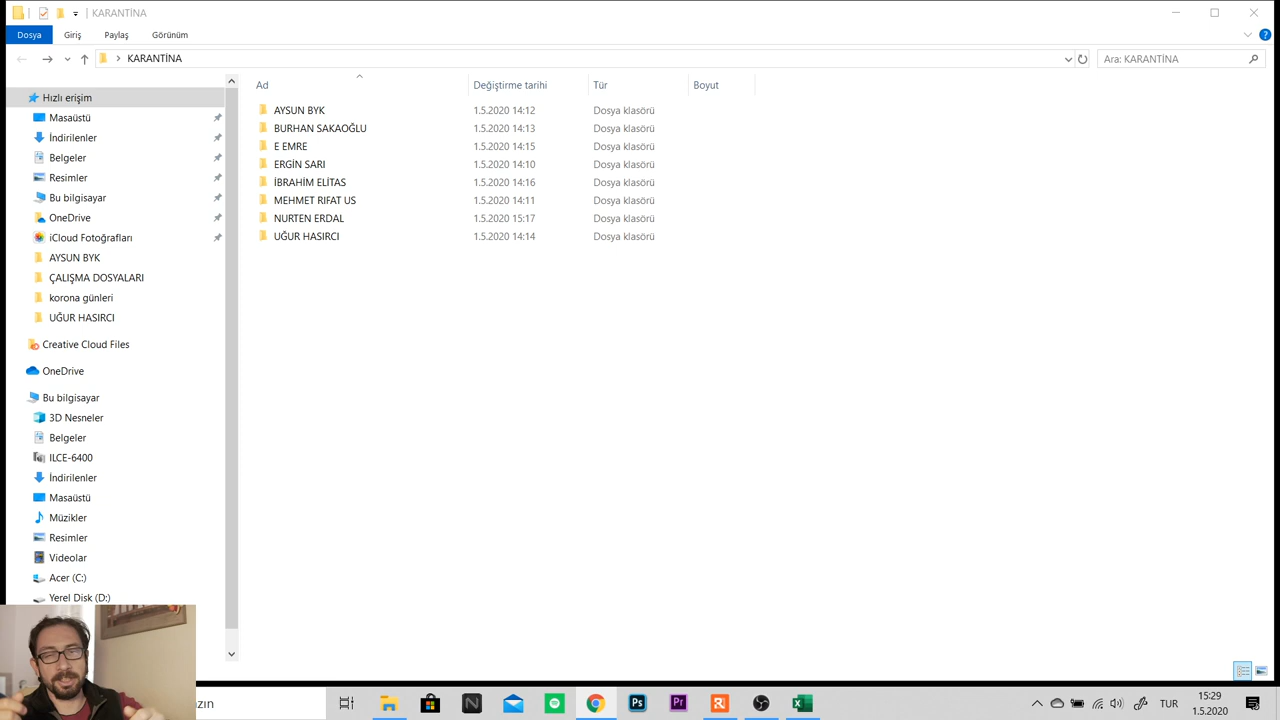 KARANTİNA
Dosya Giriş Paylaş Görünüm
KARANTİNA
Ara: KARANTİNA
Ad Değiştirme tarihi Tür Boyut
AYSUN BYK 1.5.2020 14:12 Dosya klasörü
BURHAN SAKAOĞLU 1.5.2020 14:13 Dosya klasörü
E EMRE 1.5.2020 14:15 Dosya klasörü
ERGİN SARI 1.5.2020 14:10 Dosya klasörü
İBRAHİM ELİTAS 1.5.2020 14:16 Dosya klasörü
MEHMET RIFAT US 1.5.2020 14:11 Dosya klasörü
NURTEN ERDAL 1.5.2020 15:17 Dosya klasörü
UĞUR HASIRCI 1.5.2020 14:14 Dosya klasörü
Hızlı erişim
Masaüstü
İndirilenler
Belgeler
Resimler
Bu bilgisayar
OneDrive
iCloud Fotoğrafları
AYSUN BYK
ÇALIŞMA DOSYALARI
korona günleri
UĞUR HASIRCI
Creative Cloud Files
OneDrive
Bu bilgisayar
3D Nesneler
Belgeler
ILCE-6400
İndirilenler
Masaüstü
Müzikler
Resimler
Videolar
Acer (C:)
Yerel Disk (D:)
zın
Ps
Pr
TUR
15:29
1.5.2020